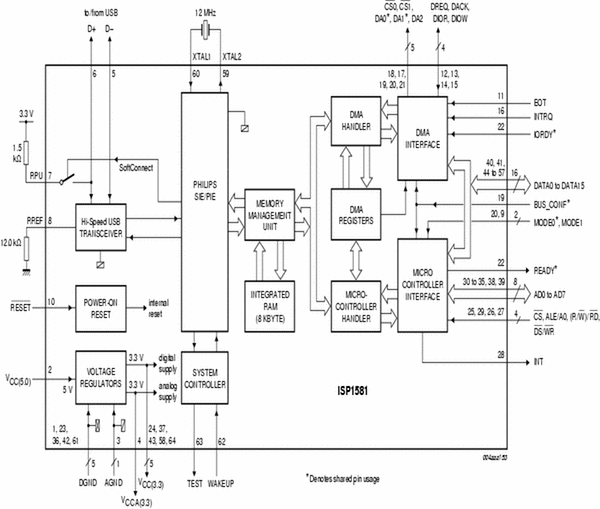 to/from USB
D+
D−
12 MHz
CS0, CS1,
DA0*, DA1*, DA2
DREQ, DACK,
DIOR, DIOW
XTAL1
XTAL2
5
4
6
5
60
59
18, 17,
19, 20, 21
12, 13,
14, 15
3.3 V
1.5
kΩ
RPU
7
SoftConnect
RREF
8
12.0 kΩ
Hi-Speed USB
TRANSCEIVER
PHILIPS
SIE/PIE
MEMORY
MANAGEMENT
UNIT
INTEGRATED
RAM
(8 KBYTE)
DMA
HANDLER
DMA
REGISTERS
MICRO-
CONTROLLER
HANDLER
DMA
INTERFACE
MICRO
CONTROLLER
INTERFACE
11
EOT
16
INTRQ
22
IORDY*
40, 41,
44 to 57
16
DATA0 to DATA15
19
BUS_CONF*
20, 9
2
MODE0*, MODE1
22
READY*
30 to 35, 38, 39
8
AD0 to AD7
25, 29, 26, 27
4
CS, ALE/A0, (R/W)/RD,
DS/WR
28
INT
RESET
10
POWER-ON
RESET
internal
reset
VCC(5.0)
2
5 V
VOLTAGE
REGULATORS
3.3 V
digital
supply
3.3 V
analog
supply
SYSTEM
CONTROLLER
ISP1581
1, 23,
36, 42, 61
3
4
24, 37,
43, 58, 64
63
62
5
1
5
DGND
AGND
VCC(3.3)
VCCA(3.3)
TEST
WAKEUP
004aaa153
* Denotes shared pin usage